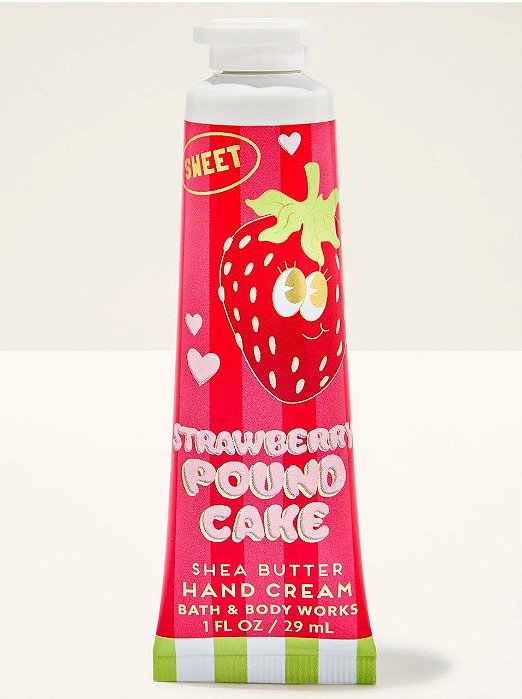 SWEET
STRAWBERRY
POUND
CAKE
SHEA BUTTER
HAND CREAM
BATH & BODY WORKS
1 FL OZ / 29 mL